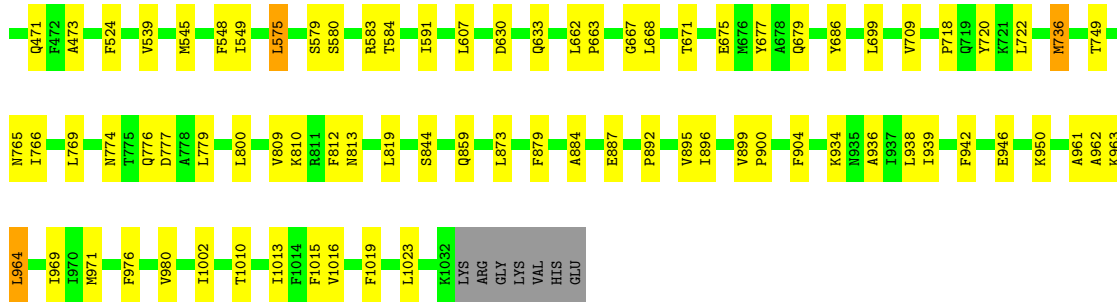 Q471 F472 A473 F524 V539 M545 F548 I549 L575 S579 S580 R583 T584 I591 L607 D630 Q633 L662 P663 G667 L668 T671 E675 M676 Y677 A678 Q679 Y686 L699 V709 P718 Q719 Y720 K721 L722 M736 T749
N765 I766 L769 N774 T775 Q776 D777 A778 L779 L800 V809 K810 R811 F812 N813 L819 S844 Q859 L873 F879 A884 E887 P892 V895 I896 V899 P900 F904 K934 N935 A936 I937 L938 I939 F942 E946 K950 A961 A962 K963
L964 I969 I970 M971 F976 V980 I1002 T1010 I1013 F1014 F1015 V1016 F1019 L1023 K1032 LYS ARG GLY LYS VAL HIS GLU